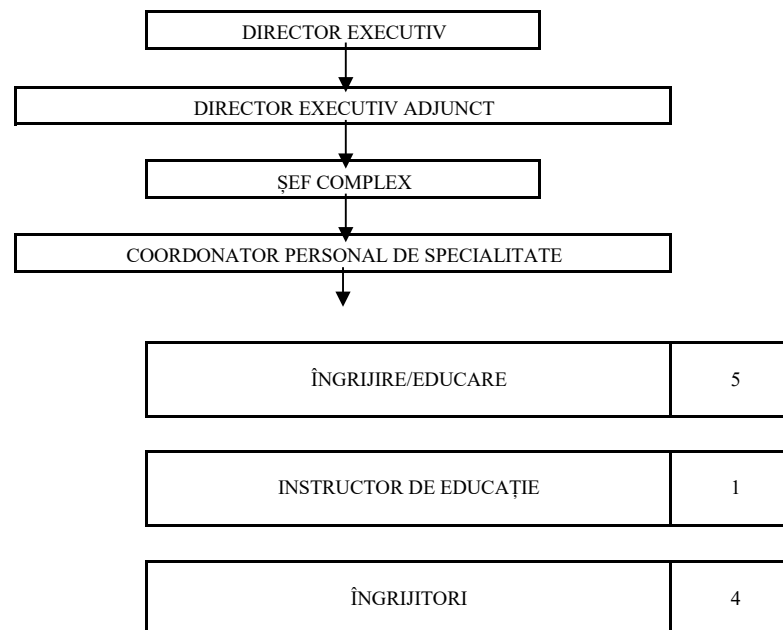 DIRECTOR EXECUTIV
DIRECTOR EXECUTIV ADJUNCT
ȘEF COMPLEX
COORDONATOR PERSONAL DE SPECIALITATE
ÎNGRIJIRE/EDUCARE 5
INSTRUCTOR DE EDUCAȚIE 1
ÎNGRIJITORI 4